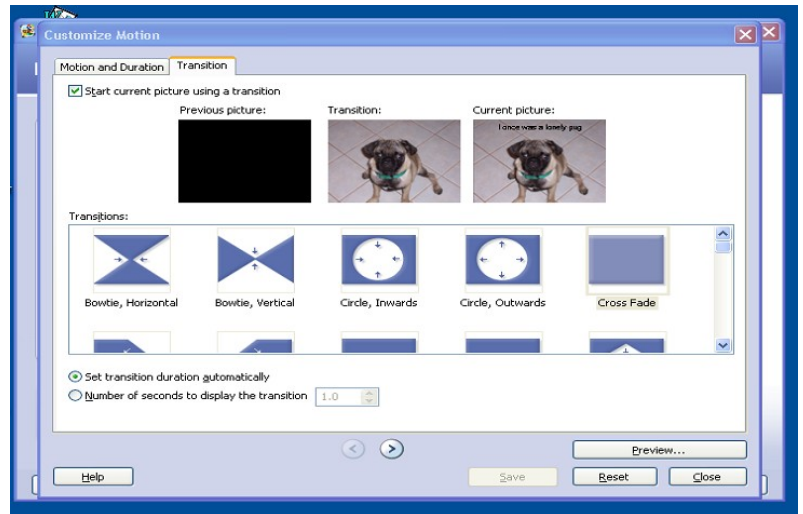 Customize Motion
Motion and Duration Transition
Start current picture using a transition
Previous picture: Transition: Current picture:
I once was a lonely pug
Transitions:
Bowtie, Horizontal Bowtie, Vertical Circle, Inwards Circle, Outwards Cross Fade
Set transition duration automatically
Number of seconds to display the transition 1.0
Preview...
Help Save Reset Close